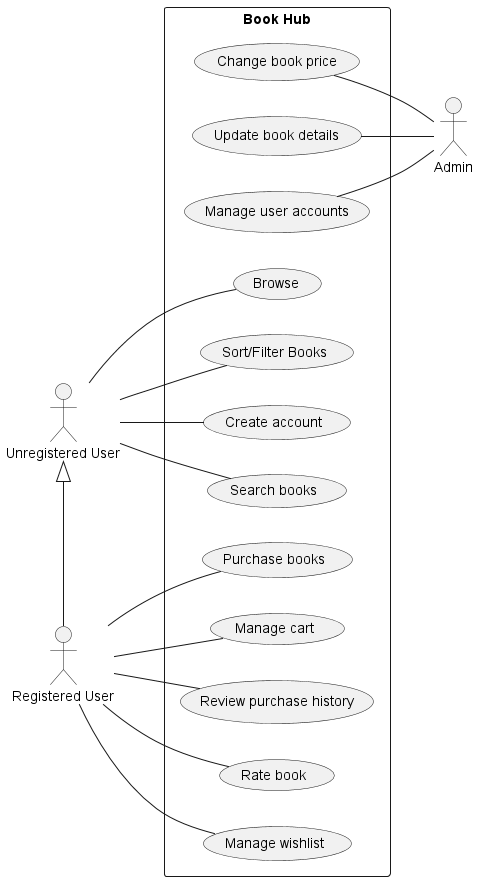 Book Hub
Change book price
Update book details
Admin
Manage user accounts
Browse
Sort/Filter Books
Create account
Unregistered User
Search books
Purchase books
Manage cart
Registered User
Review purchase history
Rate book
Manage wishlist